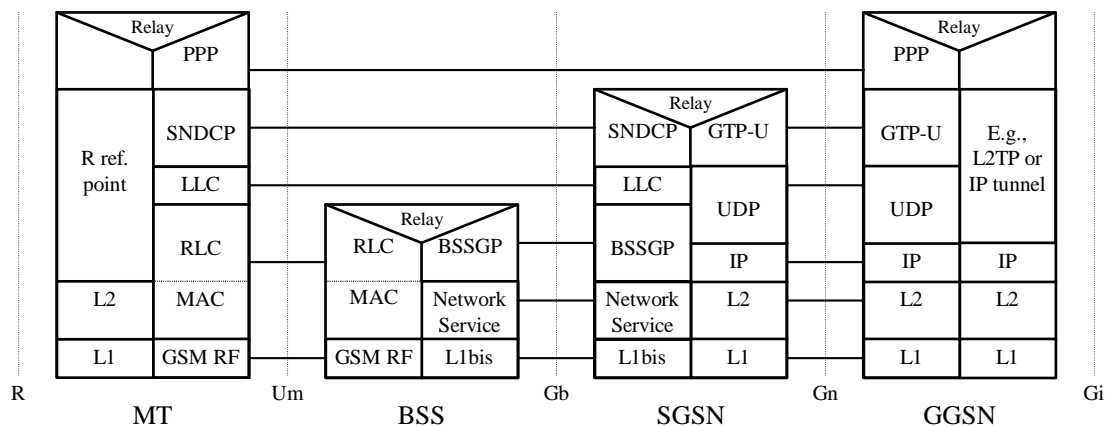 Relay
PPP
SNDCP
R ref.
point
LLC
RLC
L2
MAC
L1
GSM RF
Relay
RLC
BSSGP
MAC
Network
Service
GSM RF
L1bis
Relay
SNDCP
GTP-U
LLC
UDP
BSSGP
IP
Network
Service
L2
L1bis
L1
Relay
PPP
GTP-U
E.g.,
L2TP or
IP tunnel
UDP
IP
IP
L2
L2
L1
L1
R
Um
Gb
Gn
Gi
MT
BSS
SGSN
GGSN